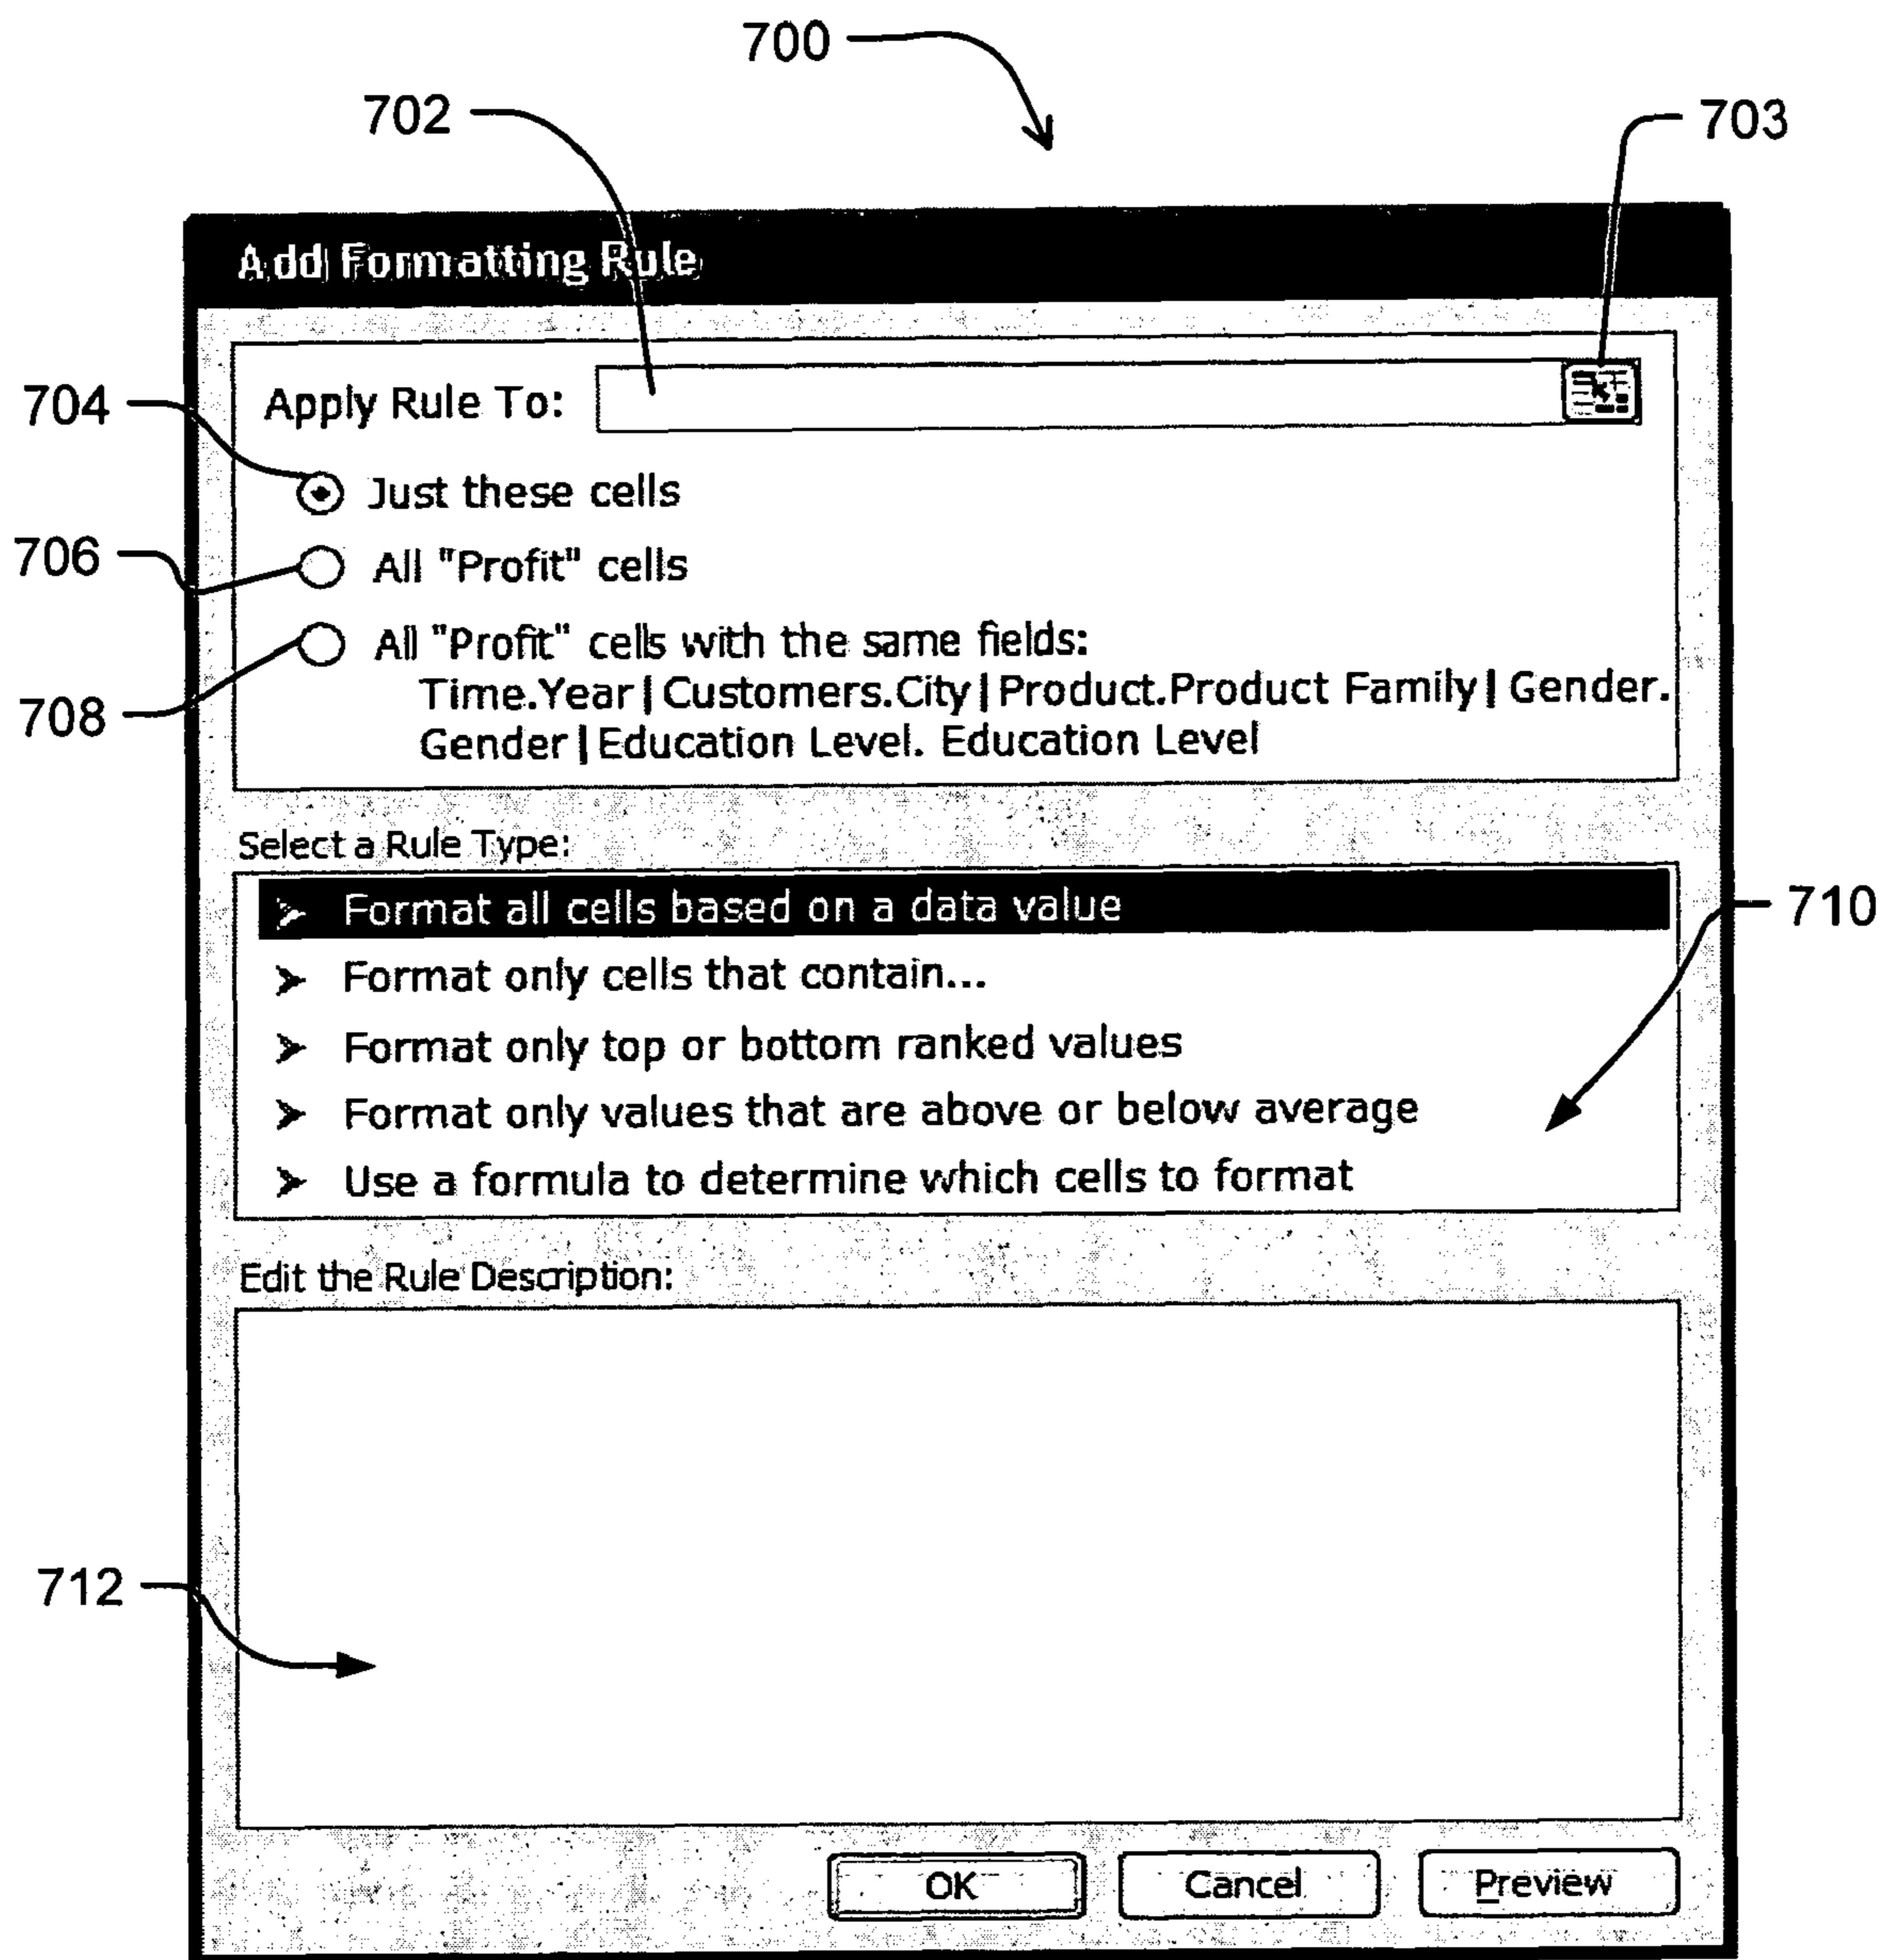 700
702
703
Add Formatting Rule
704
Apply Rule To:
Just these cells
706
All "Profit" cells
708
All "Profit" cells with the same fields:
Time.Year|Customers.City|Product.Product Family|Gender.
Gender|Education Level. Education Level
Select a Rule Type:
Format all cells based on a data value
710
Format only cells that contain...
Format only top or bottom ranked values
Format only values that are above or below average
Use a formula to determine which cells to format
Edit the Rule Description:
712
OK Cancel Preview